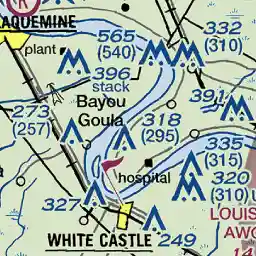 R
AQUEMINE
plant
565
(540)
332
(310)
396
stack
391
Bayou
Goula
273
(257)
318
(295)
335
(315)
hospital
320
(310) U
327
LOUIS
AWO
WHITE CASTLE
249